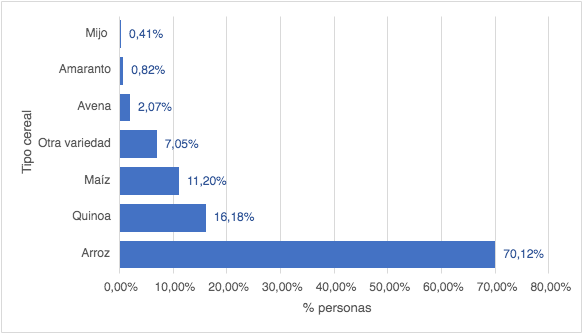 Mijo 0,41%
Amaranto 0,82%
Avena 2,07%
Otra variedad 7,05%
Maíz 11,20%
Quinoa 16,18%
Arroz 70,12%
Tipo cereal
0,00% 10,00% 20,00% 30,00% 40,00% 50,00% 60,00% 70,00% 80,00%
% personas